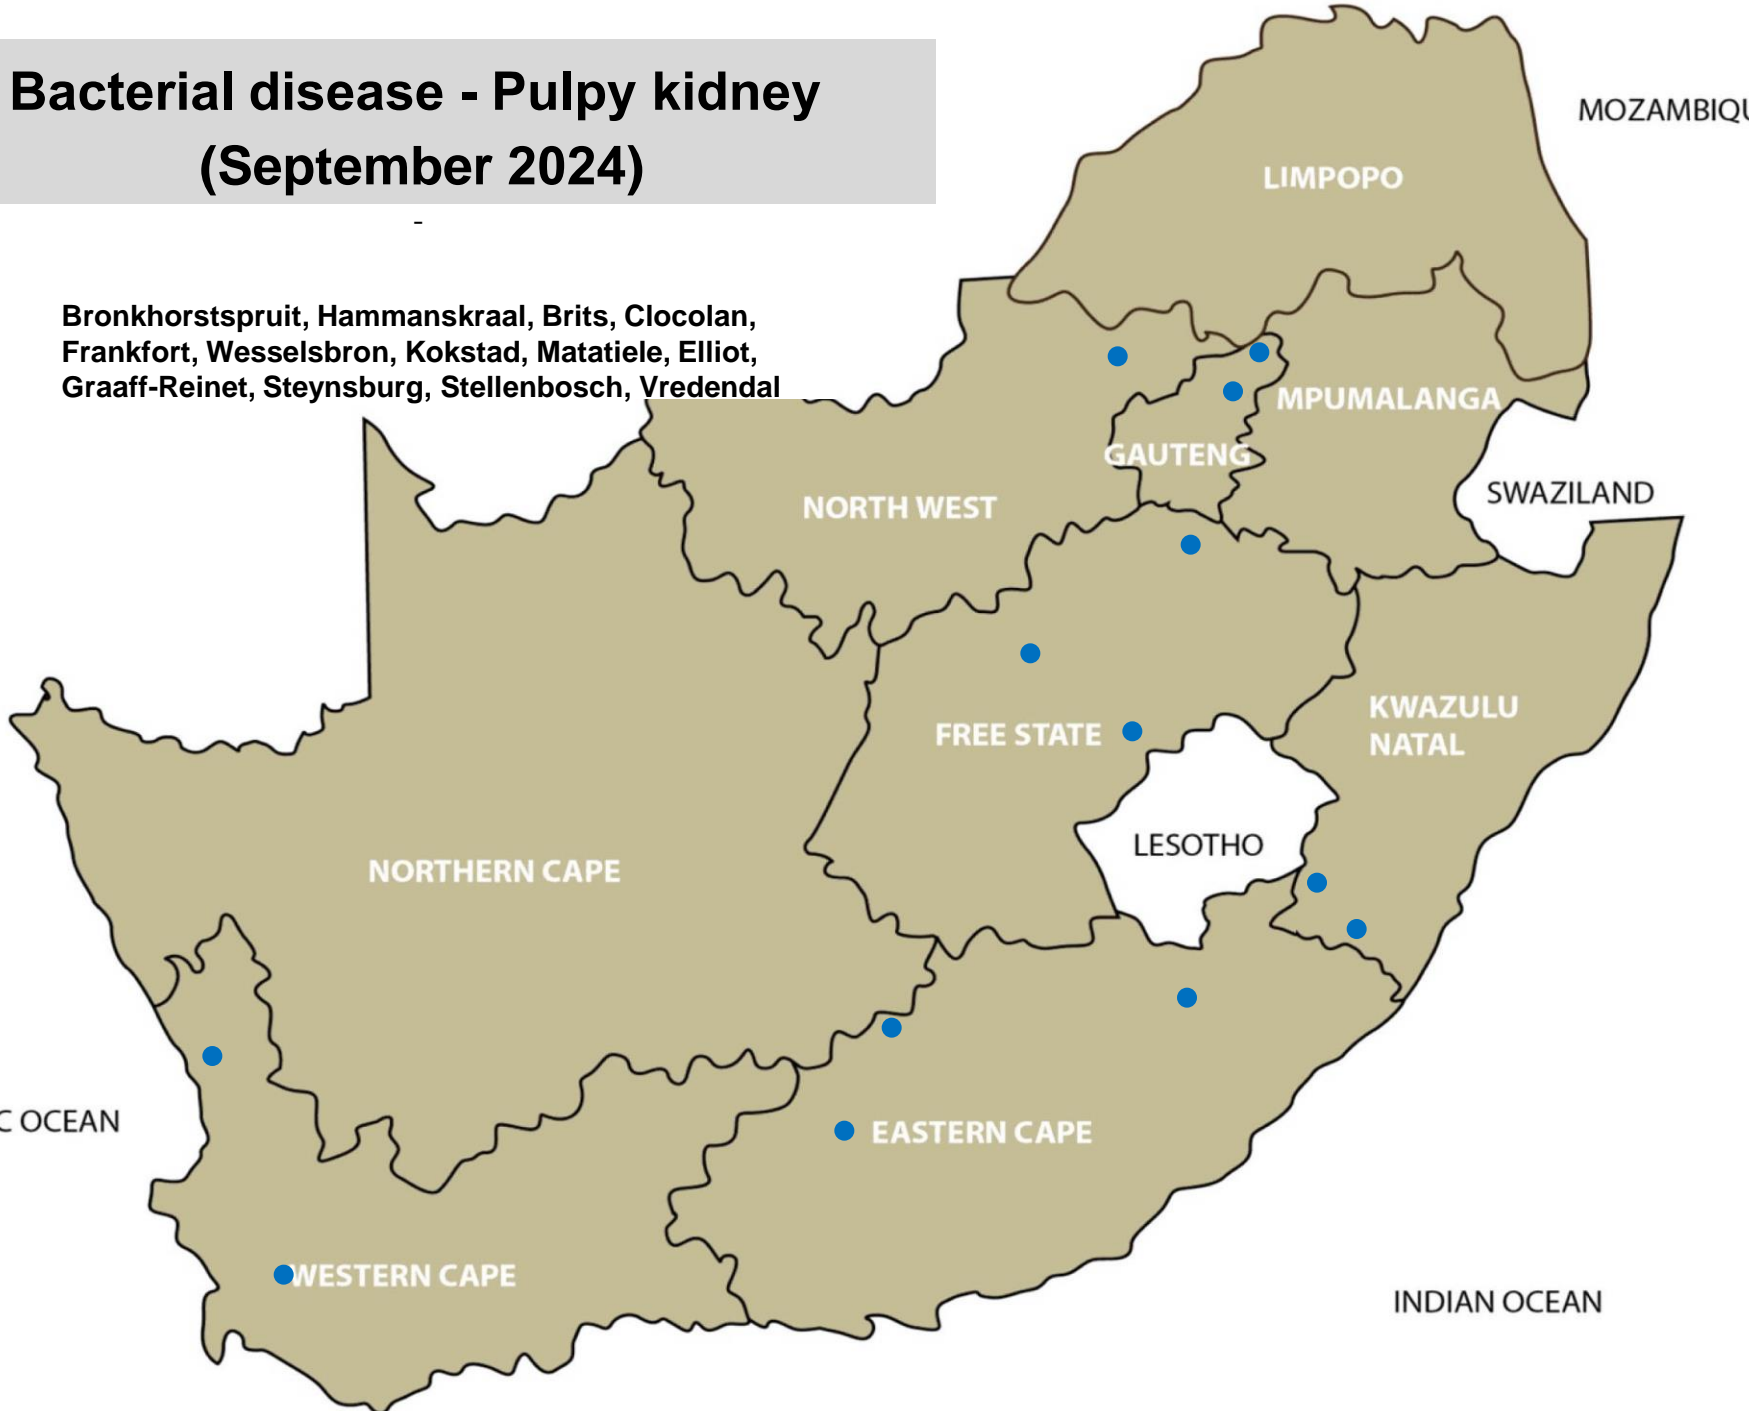 Bacterial disease - Pulpy kidney
(September 2024)
-
Bronkhorstspruit, Hammanskraal, Brits, Clocolan,
Frankfort, Wesselsbron, Kokstad, Matatiele, Elliot,
Graaff-Reinet, Steynsburg, Stellenbosch, Vredendal
MOZAMBIQU
LIMPOPO
MPUMALANGA
GAUTENG
SWAZILAND
NORTH WEST
KWAZULU
NATAL
FREE STATE
LESOTHO
NORTHERN CAPE
C OCEAN
EASTERN CAPE
WESTERN CAPE
INDIAN OCEAN